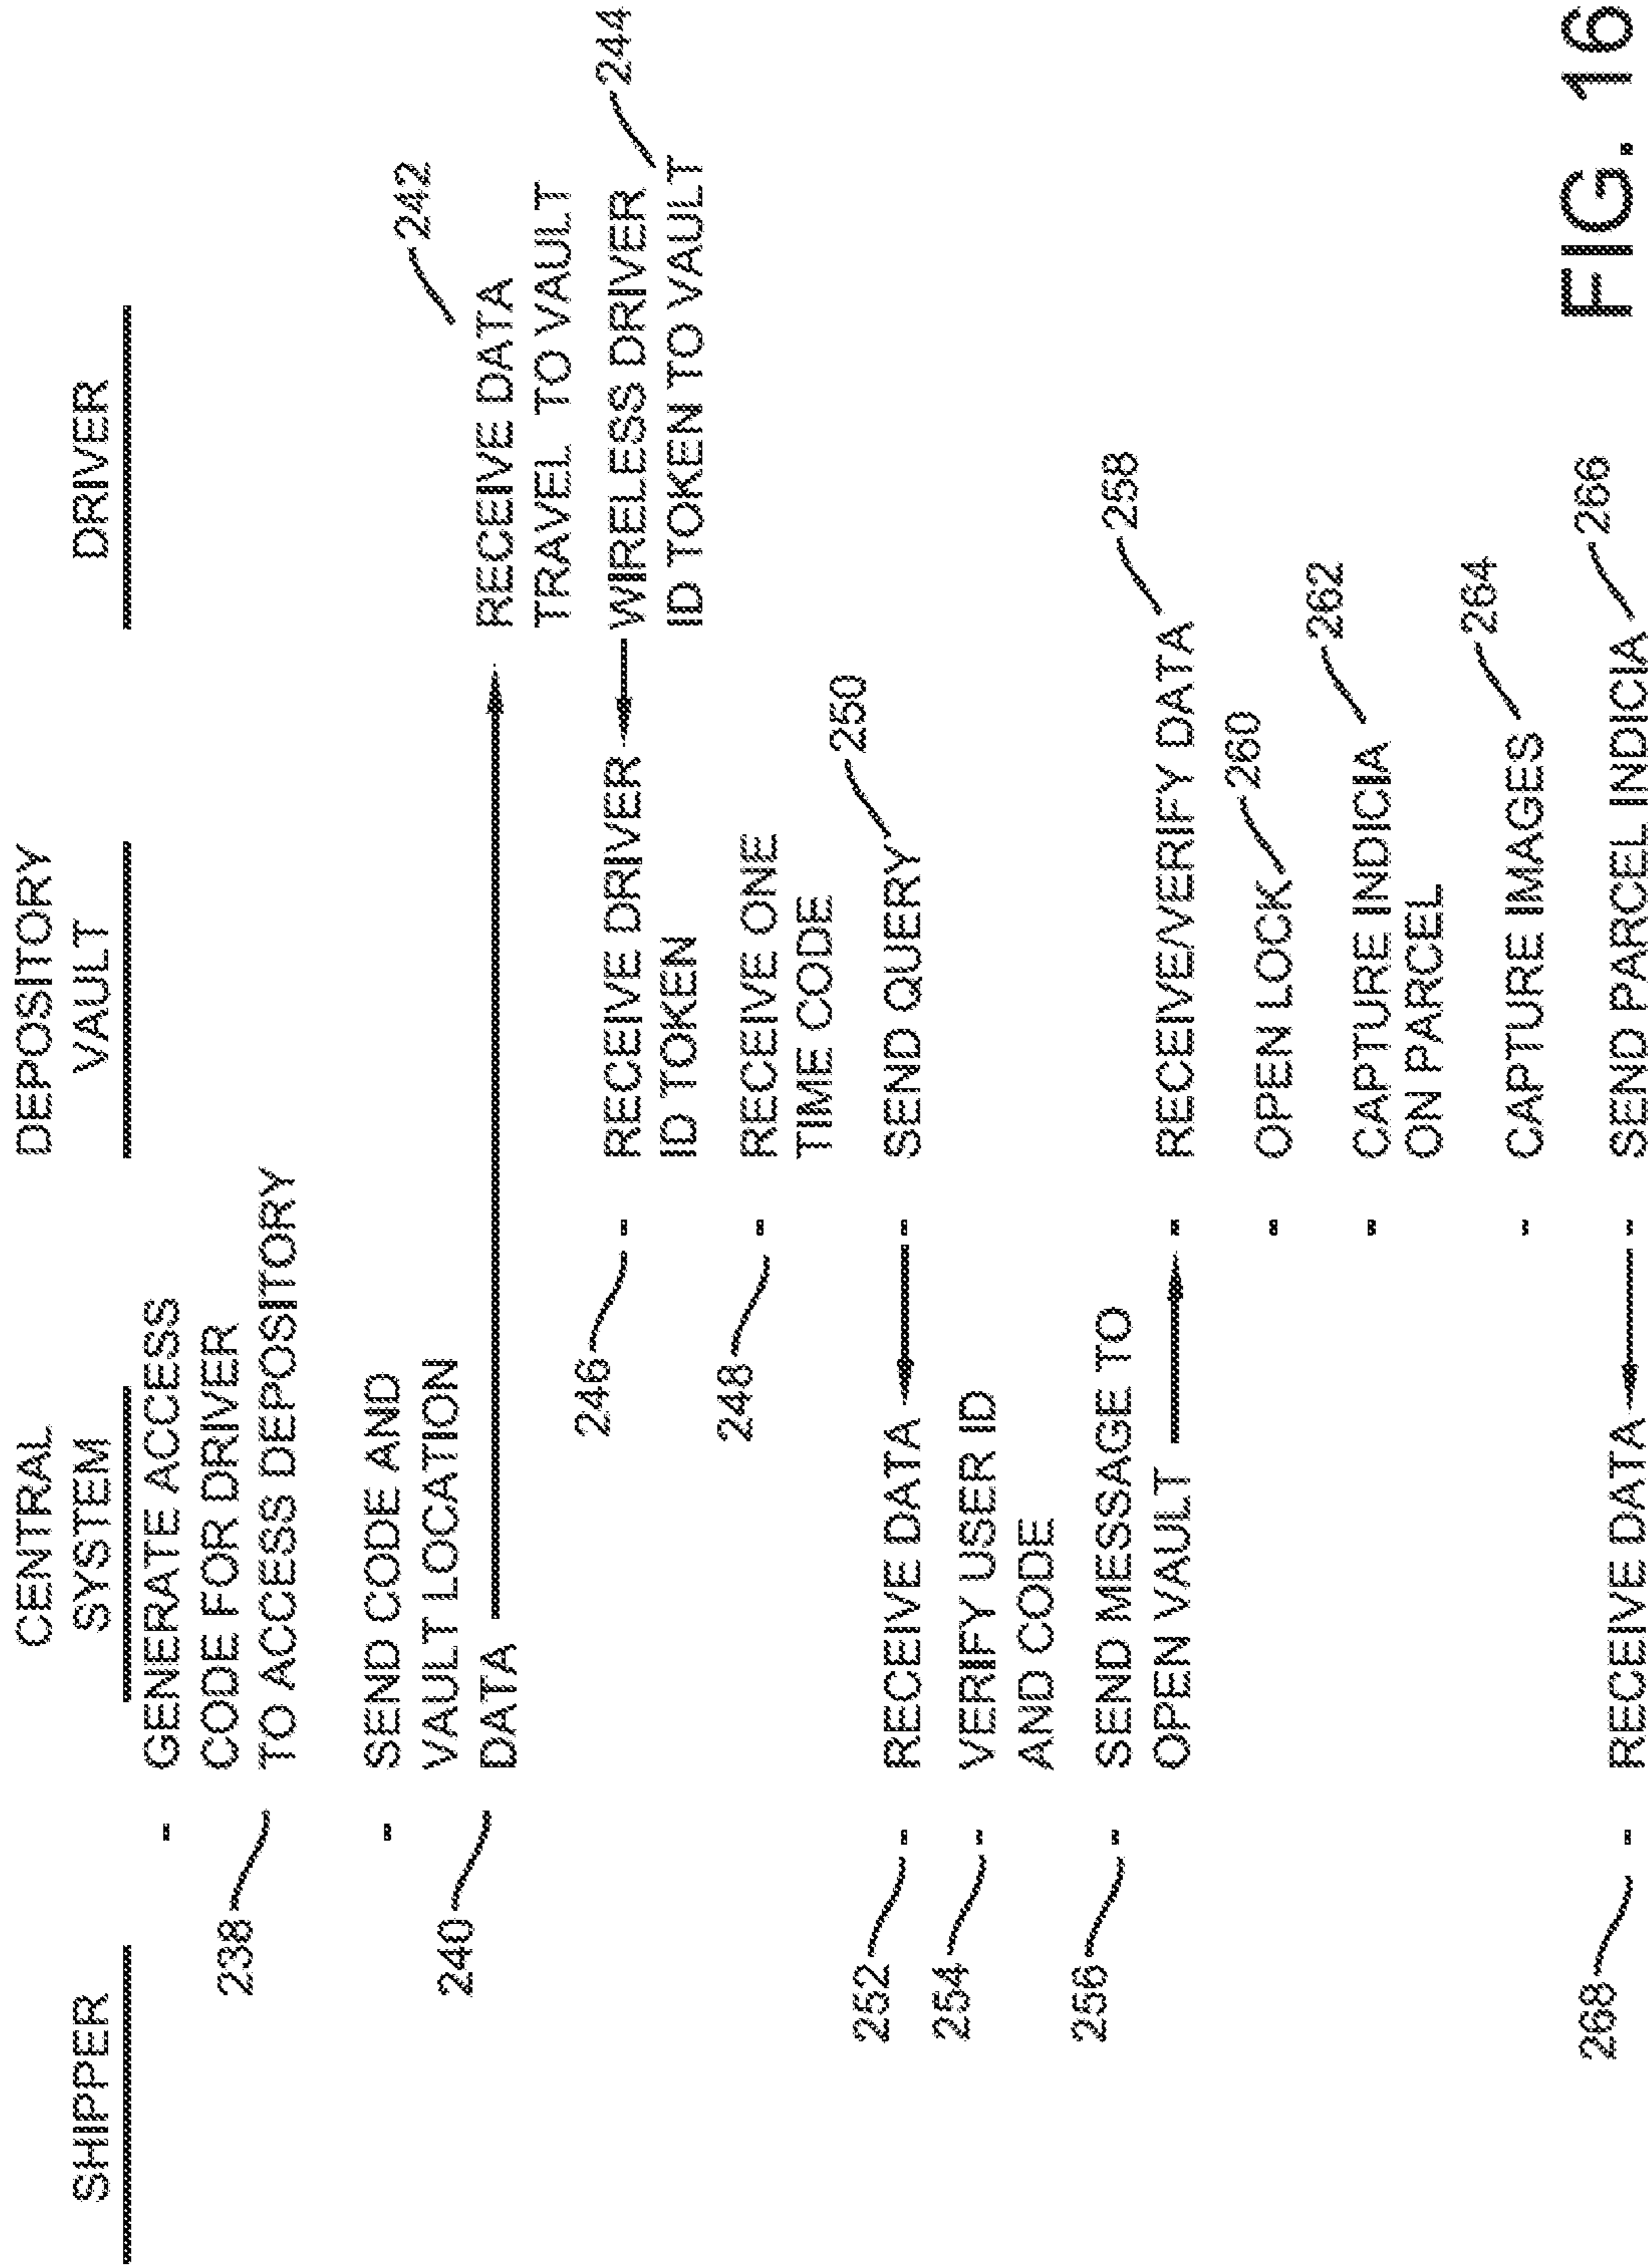 SHIPPER
CENTRAL
SYSTEM
DEPOSITORY
VAULT
DRIVER
GENERATE ACCESS
CODE FOR DRIVER
TO ACCESS DEPOSITORY
238
SEND CODE AND
VAULT LOCATION
DATA
240
242
RECEIVE DATA
TRAVEL TO VAULT
WIRELESS DRIVER
ID TOKEN TO VAULT
244
246
RECEIVE DRIVER
ID TOKEN
248
RECEIVE ONE
TIME CODE
SEND QUERY
250
252
RECEIVE DATA
254
VERIFY USER ID
AND CODE
256
SEND MESSAGE TO
OPEN VAULT
RECEIVE/VERIFY DATA
258
OPEN LOCK
260
CAPTURE INDICIA
ON PARCEL
262
CAPTURE IMAGES
264
SEND PARCEL INDICIA
266
268
RECEIVE DATA
FIG. 16